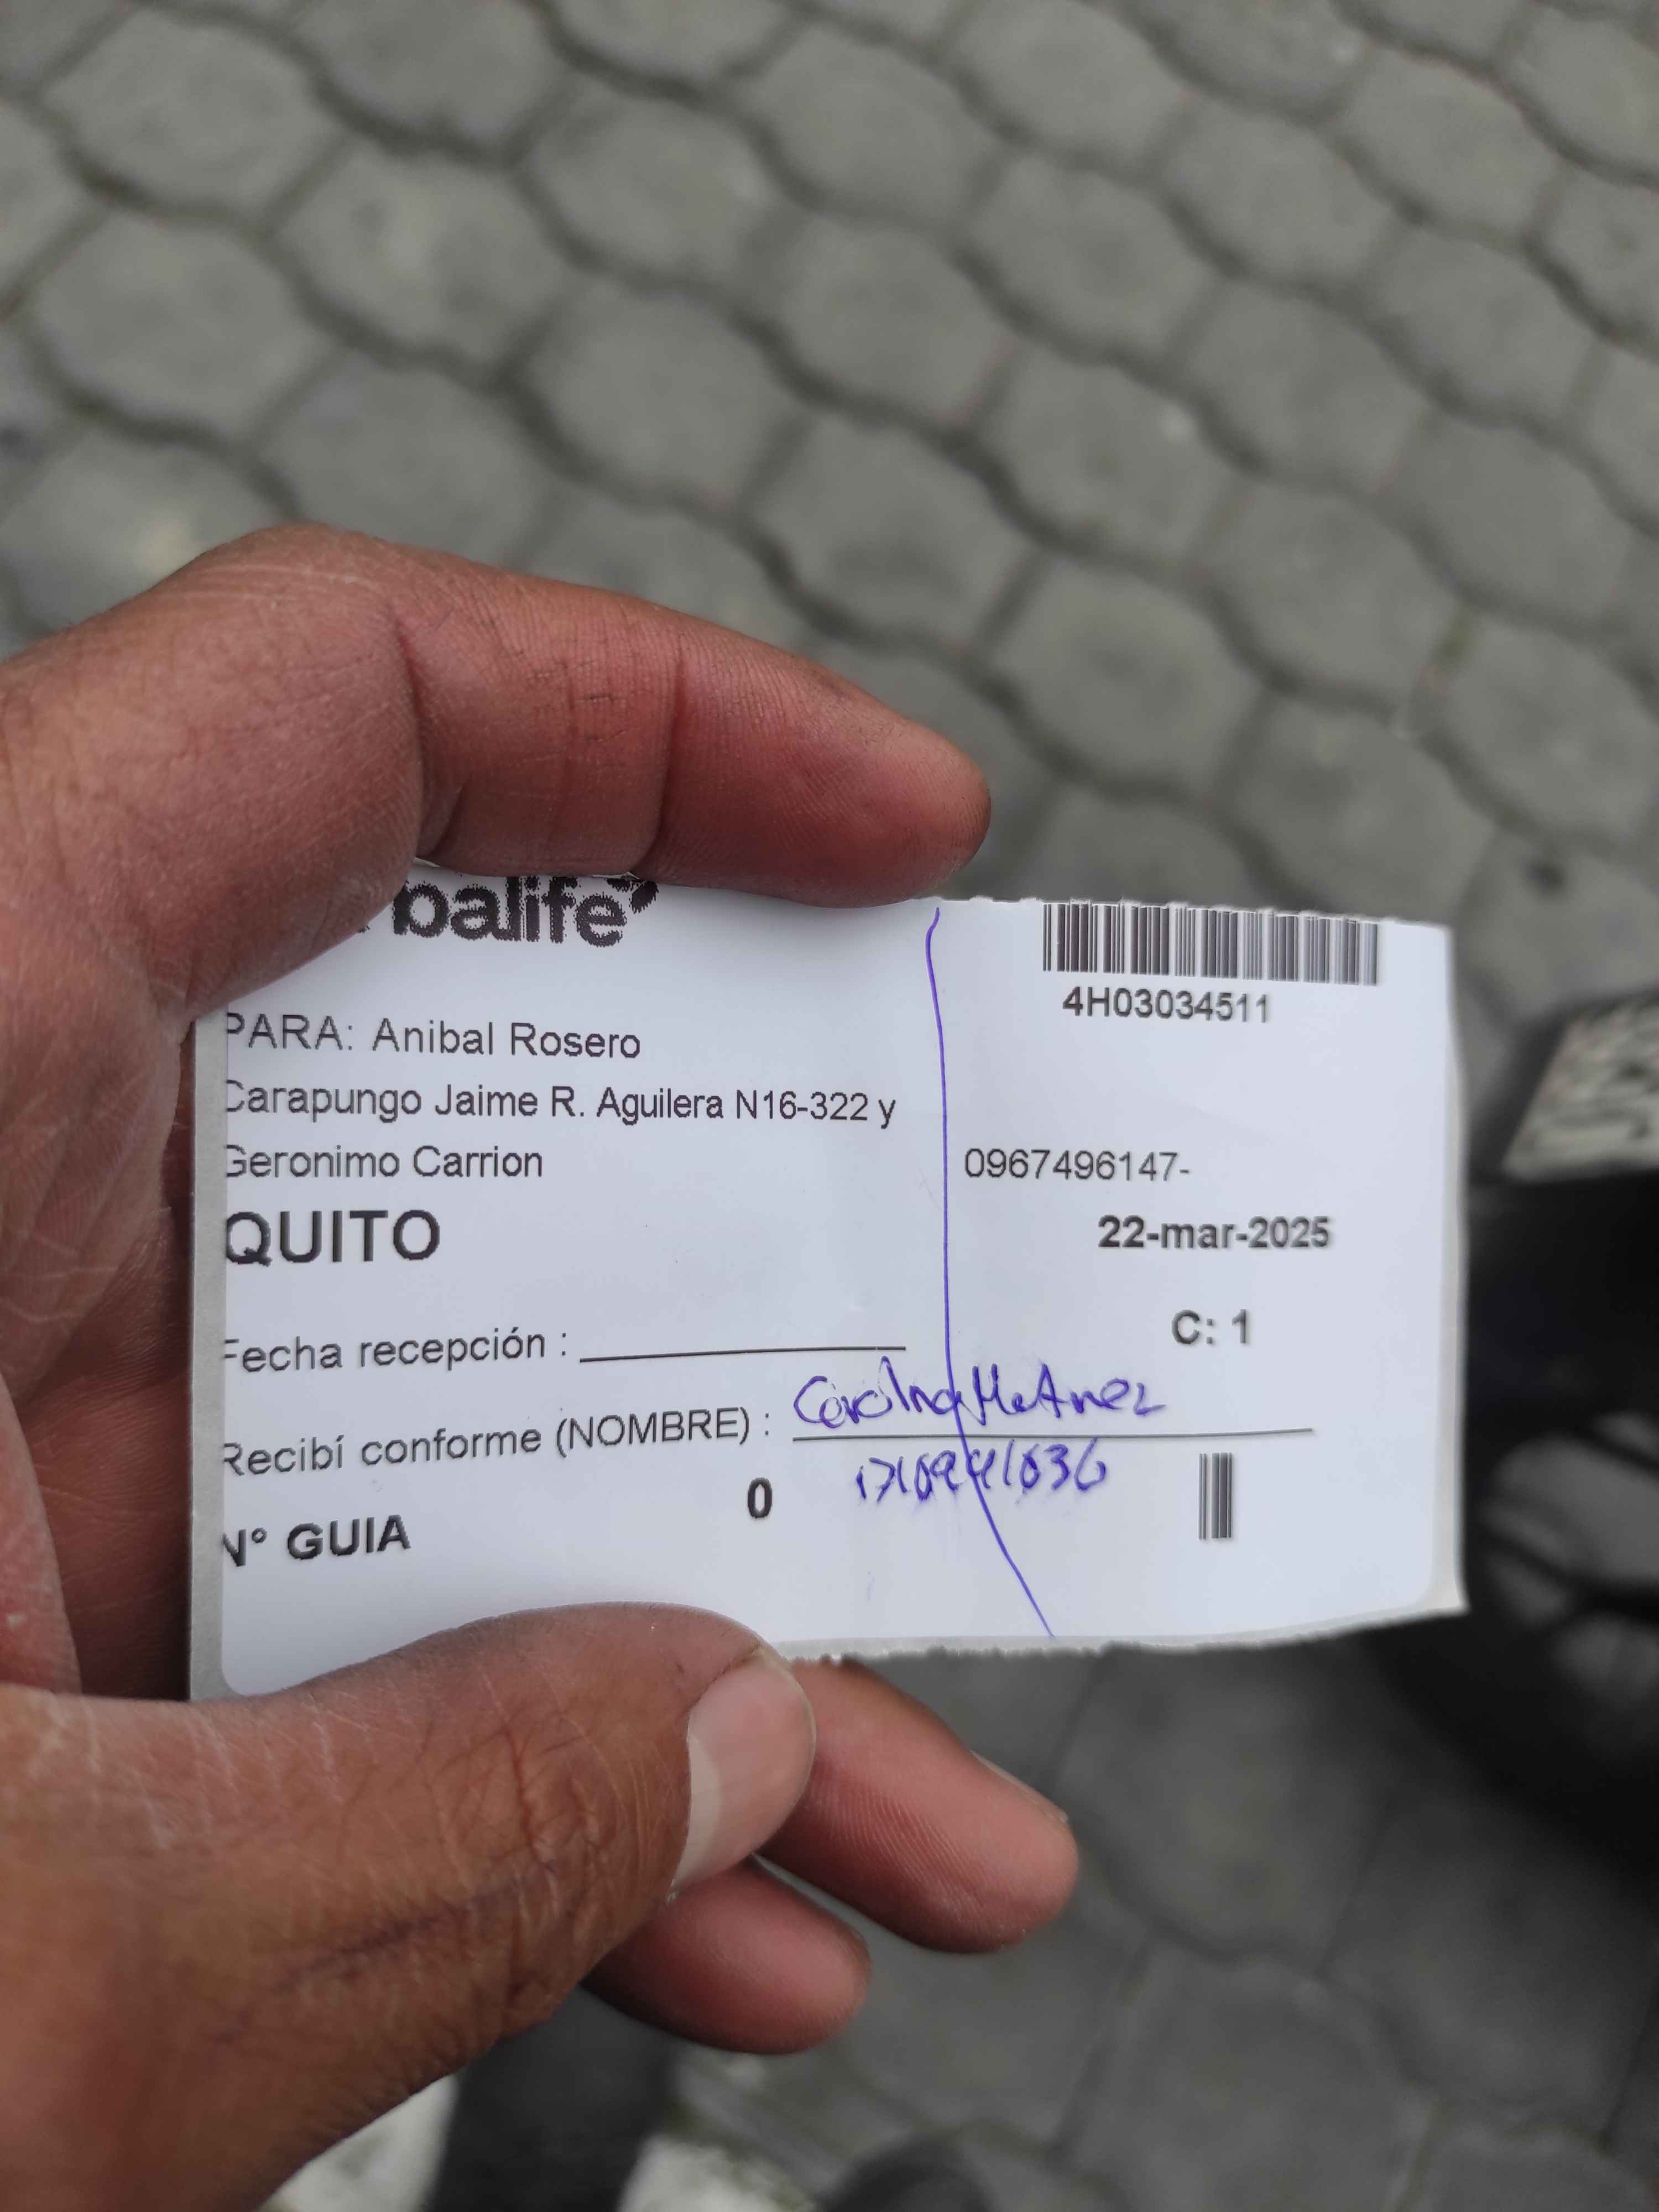 balife
4H03034511
PARA: Anibal Rosero
Carapungo Jaime R. Aguilera N16-322 y
Geronimo Carrion
0967496147-
QUITO
22-mar-2025
C: 1
Fecha recepción :
Recibí conforme (NOMBRE) : Carolina
N° GUIA 0